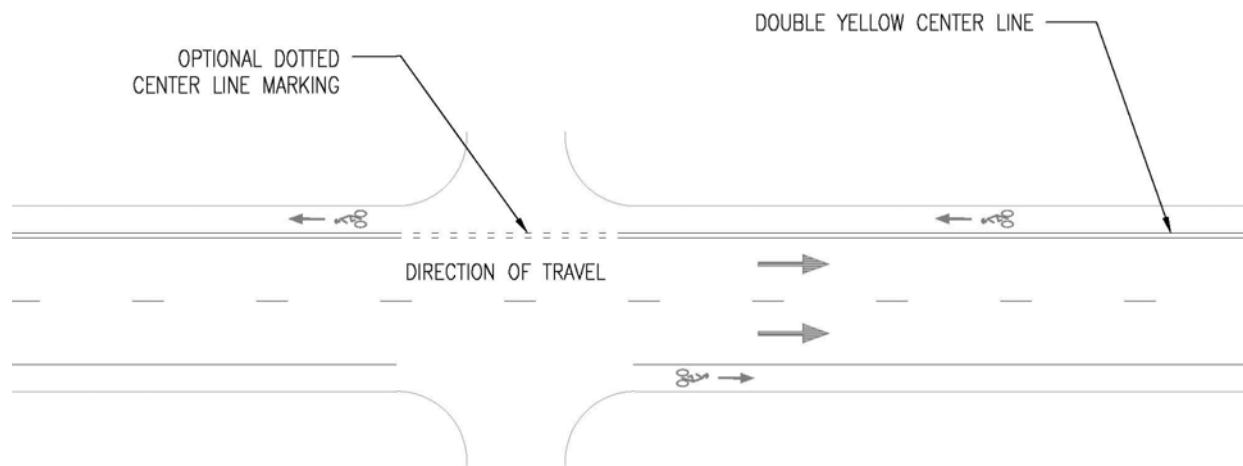 DOUBLE YELLOW CENTER LINE
OPTIONAL DOTTED
CENTER LINE MARKING
DIRECTION OF TRAVEL